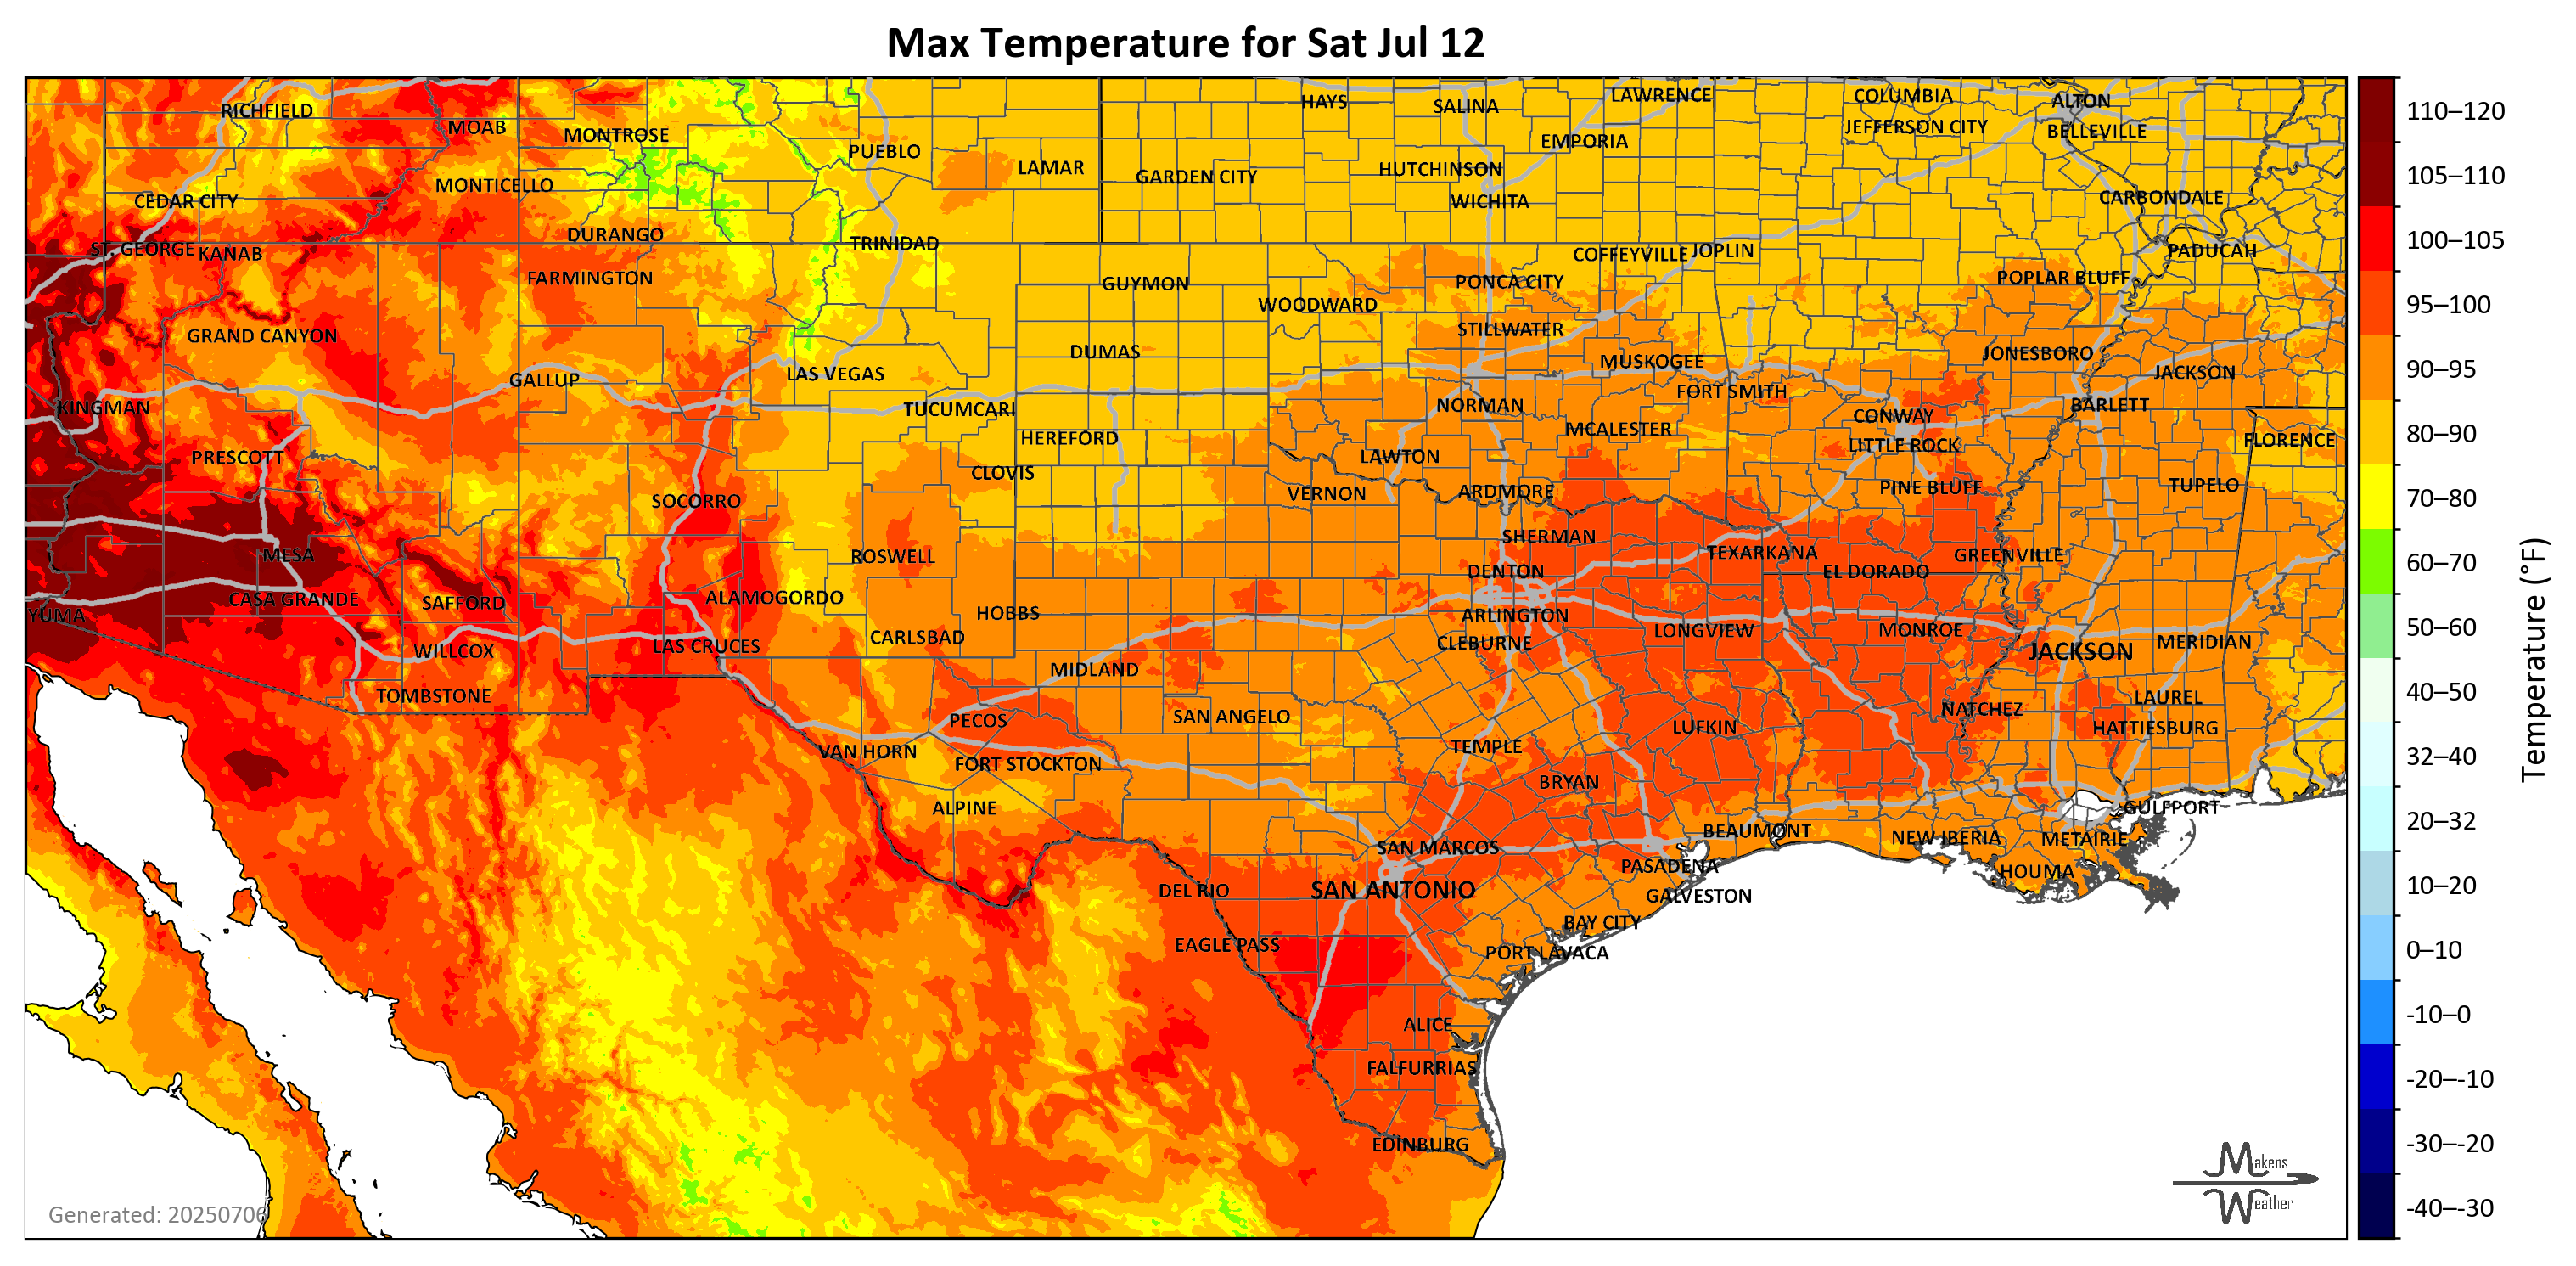 Max Temperature for Sat Jul 12
RICHFIELD
MOAB
MONTROSE
PUEBLO
LAMAR
HAYS
SALINA
LAWRENCE
COLUMBIA
ALTON
EMPORIA
JEFFERSON CITY
BELLEVILLE
MONTICELLO
GARDEN CITY
HUTCHINSON
CEDAR CITY
WICHITA
CARBONDALE
DURANGO
TRINIDAD
ST. GEORGE
KANAB
COFFEYVILLE
JOPLIN
PADUCAH
FARMINGTON
GUYMON
PONCA CITY
POPLAR BLUFF
WOODWARD
GRAND CANYON
STILLWATER
DUMAS
MUSKOGEE
JONESBORO
GALLUP
LAS VEGAS
FORT SMITH
JACKSON
KINGMAN
TUCUMCARI
NORMAN
CONWAY
BARLETT
HEREFORD
MCALESTER
LITTLE ROCK
FLORENCE
PRESCOTT
CLOVIS
LAWTON
SOCORRO
VERNON
ARDMORE
PINE BLUFF
TUPELO
MESA
ROSWELL
SHERMAN
TEXARKANA
GREENVILLE
DENTON
EL DORADO
CASA GRANDE
SAFFORD
ALAMOGORDO
HOBBS
ARLINGTON
YUMA
WILLCOX
LAS CRUCES
CARLSBAD
CLEBURNE
LONGVIEW
MONROE
JACKSON
MERIDIAN
MIDLAND
TOMBSTONE
PECOS
SAN ANGELO
LUFKIN
NATCHEZ
LAUREL
HATTIESBURG
VAN HORN
FORT STOCKTON
TEMPLE
BRYAN
ALPINE
GULFPORT
SAN MARCOS
BEAUMONT
NEW IBERIA
METAIRIE
DEL RIO
SAN ANTONIO
PASADENA
HOUMA
GALVESTON
BAY CITY
EAGLE PASS
PORT LAVACA
ALICE
FALFURRIAS
EDINBURG
Generated: 20250706
Makens
Weather
110–120
105–110
100–105
95–100
90–95
80–90
70–80
60–70
50–60
40–50
32–40
20–32
10–20
0–10
-10–0
-20–-10
-30–-20
-40–-30
Temperature (°F)